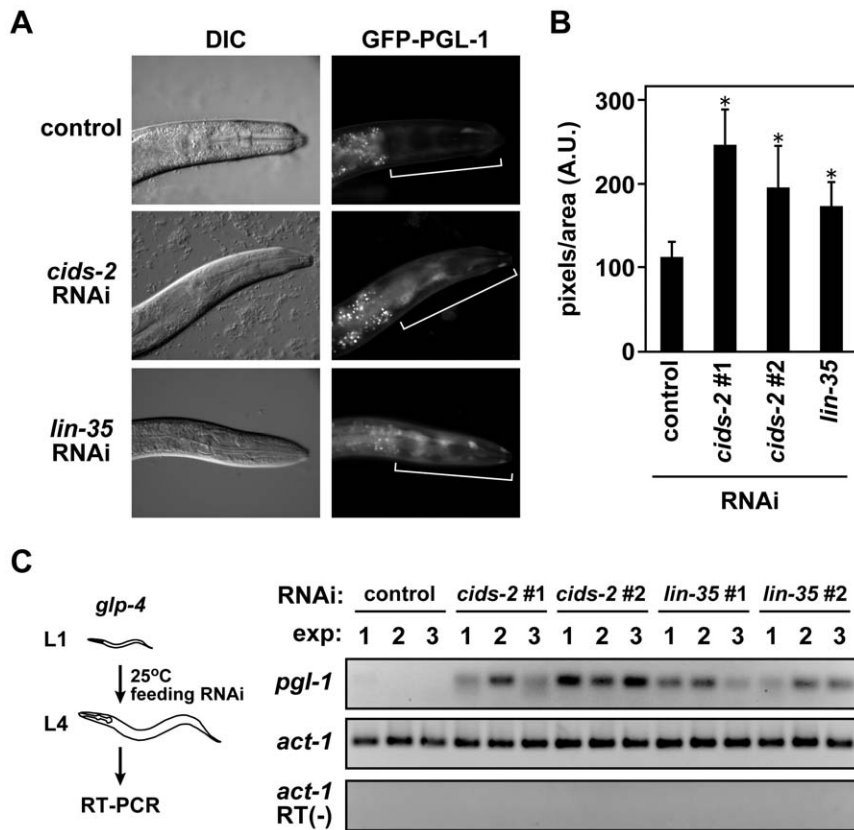 A
DIC
GFP-PGL-1
control
cids-2
RNAi
lin-35
RNAi
B
pixels/area (A.U.)
300
200
100
0
*
*
*
control
cids-2 #1
cids-2 #2
lin-35
RNAi
C
glp-4
L1
25ºC
feeding RNAi
L4
RT-PCR
RNAi: control cids-2 #1 cids-2 #2 lin-35 #1 lin-35 #2
exp: 1 2 3 1 2 3 1 2 3 1 2 3 1 2 3
pgl-1
act-1
act-1
RT(-)